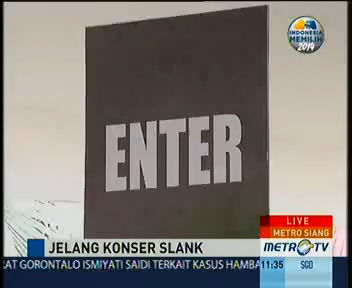 INDONESIA
MEMILIH
2014
ENTER
LIVE
METRO SIANG
JELANG KONSER SLANK
METRO TV
RAT GORONTALO ISMIYATI SAIDI TERKAIT KASUS HAMBA
11:35
SGD